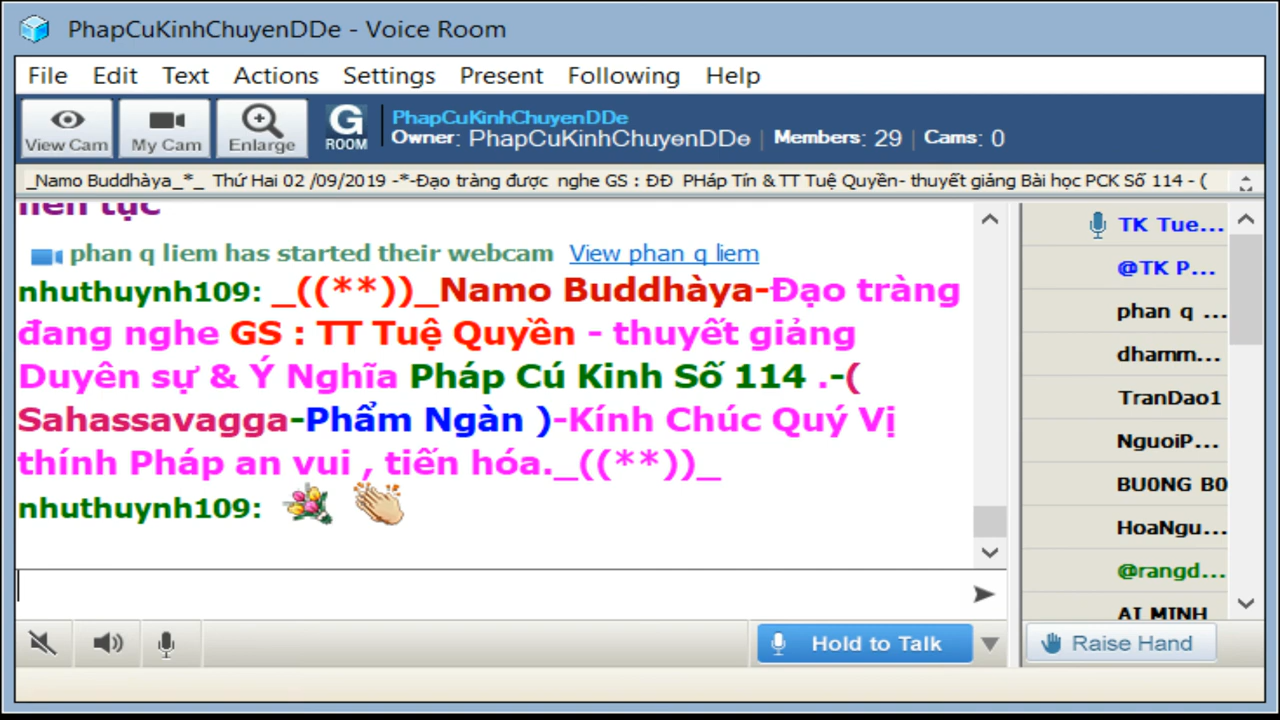 PhapCuKinhChuyenDDe - Voice Room
File Edit Text Actions Settings Present Following Help
View Cam My Cam Enlarge G ROOM
PhapCuKinhChuyenDDe
Owner: PhapCuKinhChuyenDDe | Members: 29 | Cams: 0
_Namo Buddhàya_*_ Thứ Hai 02 /09/2019 -*-Đạo tràng được nghe GS : ĐĐ PHáp Tín & TT Tuệ Quyền- thuyết giảng Bài học PCK Số 114 - (
liên tục
phan q liem has started their webcam View phan q liem
nhuthuynh109: _((**))_Namo Buddhàya-Đạo tràng
đang nghe GS : TT Tuệ Quyền - thuyết giảng
Duyên sự & Ý Nghĩa Pháp Cú Kinh Số 114 .-(
Sahassavagga-Phẩm Ngàn )-Kính Chúc Quý Vị
thính Pháp an vui , tiến hóa._((**))_
nhuthuynh109:
TK Tue...
@TK P...
phan q ...
dhamm...
TranDao1
NguoiP...
BU0NG B0
HoaNgu...
@rangd...
AI MINH
Hold to Talk
Raise Hand